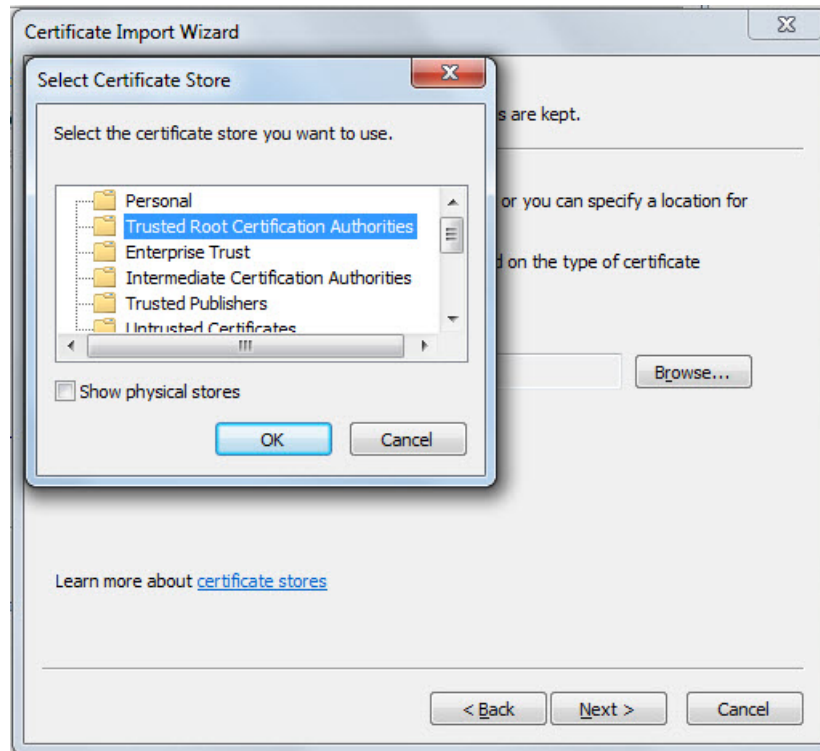 Certificate Import Wizard
Select Certificate Store
Select the certificate store you want to use.
Personal
Trusted Root Certification Authorities
Enterprise Trust
Intermediate Certification Authorities
Trusted Publishers
Untrusted Certificates
Show physical stores
OK Cancel
s are kept.
or you can specify a location for
on the type of certificate
Browse...
Learn more about certificate stores
< Back Next > Cancel